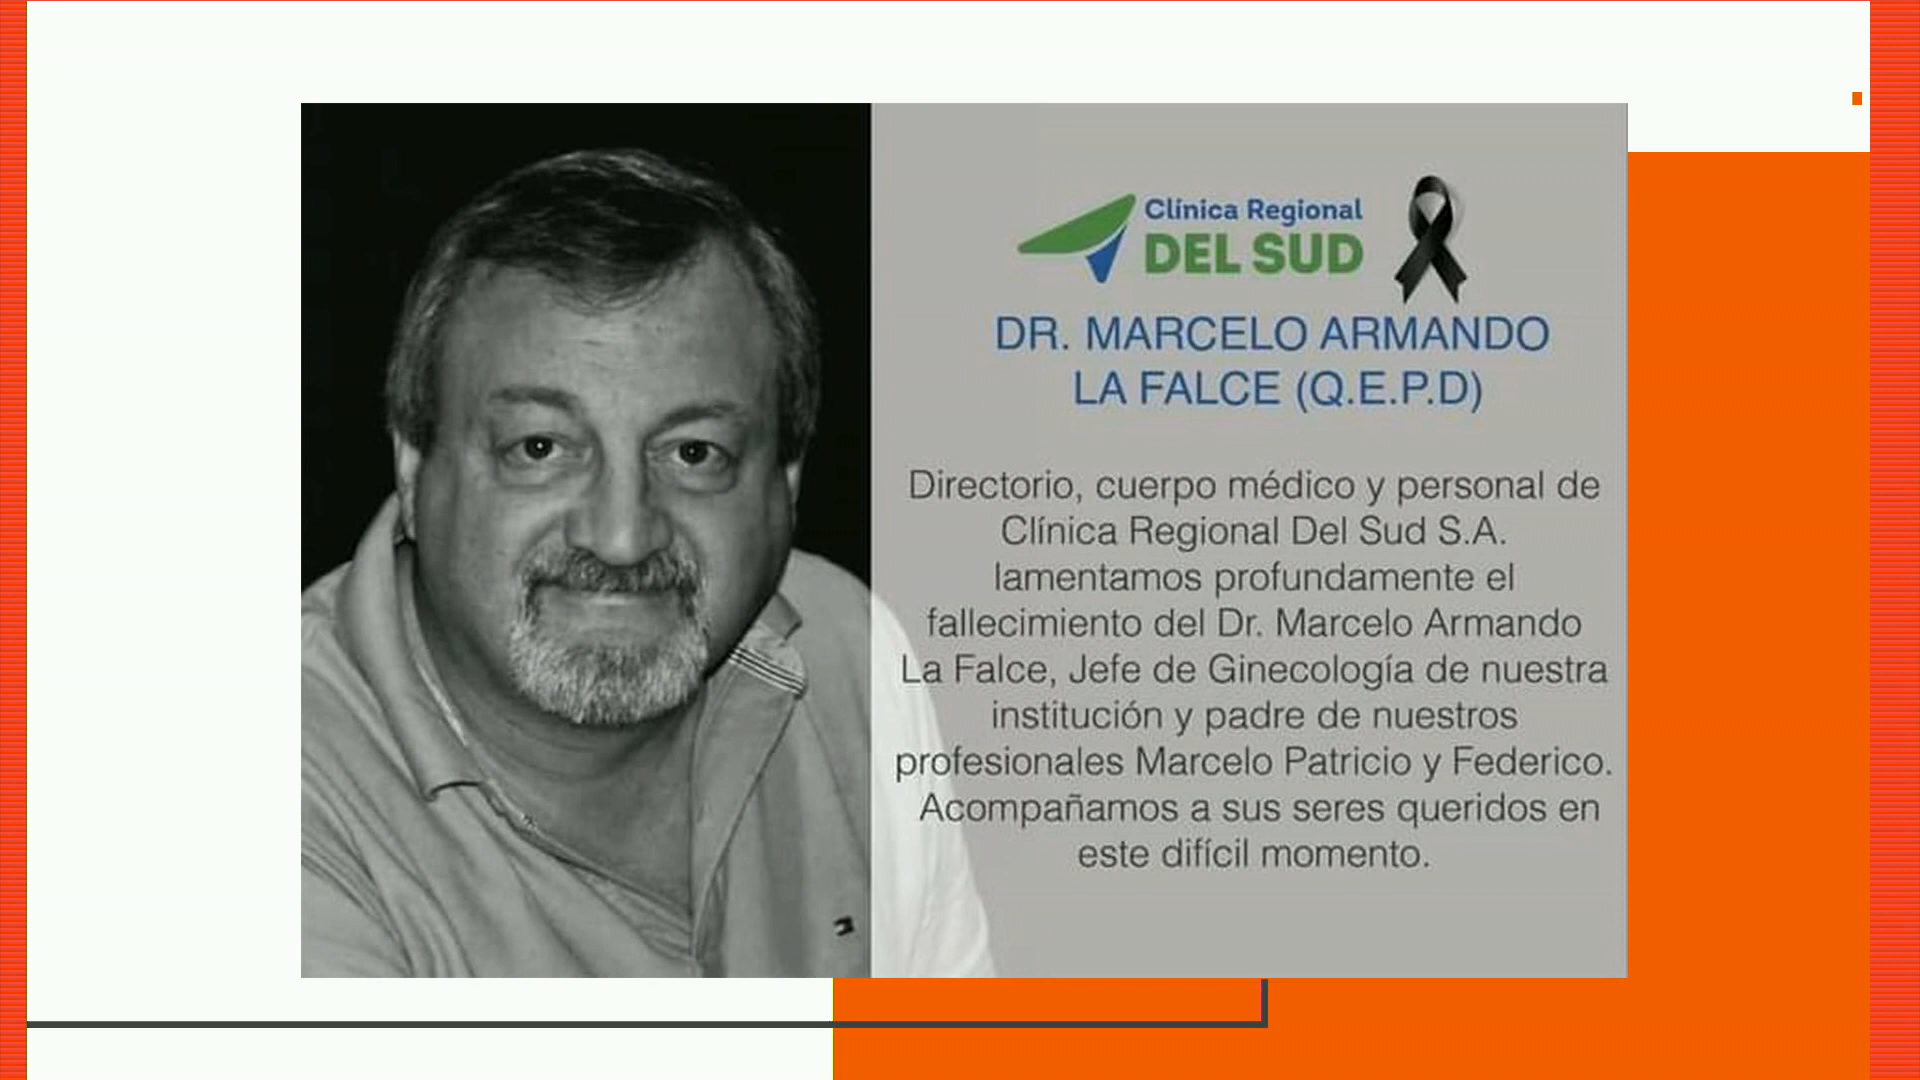 Clínica Regional
DEL SUD
DR. MARCELO ARMANDO
LA FALCE (Q.E.P.D)
Directorio, cuerpo médico y personal de
Clínica Regional Del Sud S.A.
lamentamos profundamente el
fallecimiento del Dr. Marcelo Armando
La Falce, Jefe de Ginecología de nuestra
institución y padre de nuestros
profesionales Marcelo Patricio y Federico.
Acompañamos a sus seres queridos en
este difícil momento.